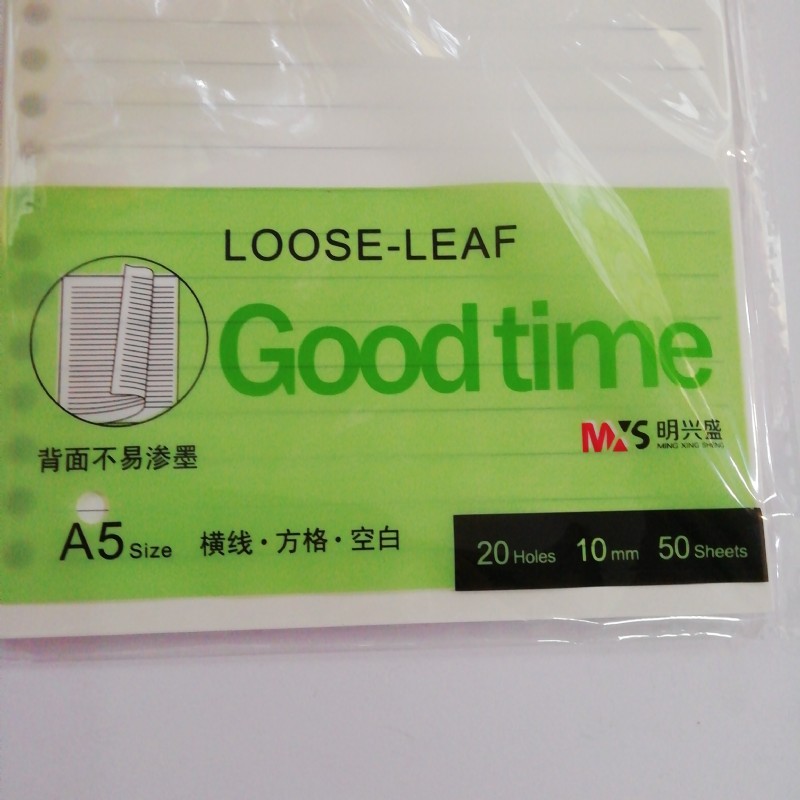 LOOSE-LEAF
Good time
MXS 明兴盛
MING XING SHENG
背面不易渗墨
A5 Size 横线·方格·空白
20 Holes 10 mm 50 Sheets